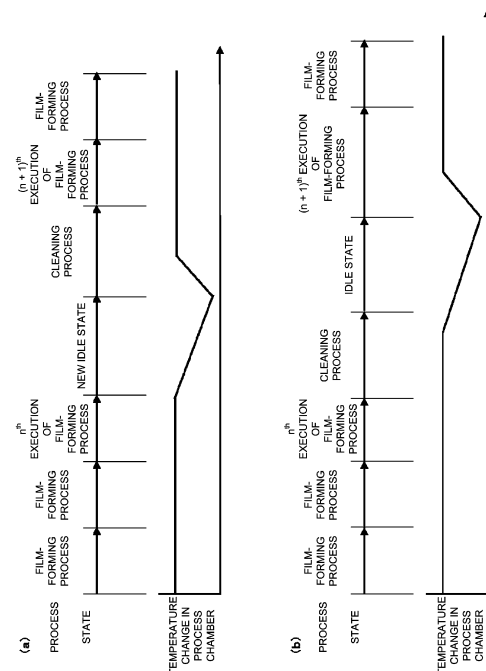 (a)
PROCESS
FILM-
FORMING
PROCESS
FILM-
FORMING
PROCESS
nth
EXECUTION
OF
FILM-
FORMING
PROCESS
CLEANING
PROCESS
(n + 1)th
EXECUTION
OF
FILM-
FORMING
PROCESS
FILM-
FORMING
PROCESS
STATE
NEW IDLE STATE
TEMPERATURE
CHANGE IN
PROCESS
CHAMBER
(b)
PROCESS
FILM-
FORMING
PROCESS
FILM-
FORMING
PROCESS
nth
EXECUTION
OF
FILM-
FORMING
PROCESS
CLEANING
PROCESS
(n + 1)th EXECUTION
OF
FILM-FORMING
PROCESS
FILM-
FORMING
PROCESS
STATE
IDLE STATE
TEMPERATURE
CHANGE IN
PROCESS
CHAMBER